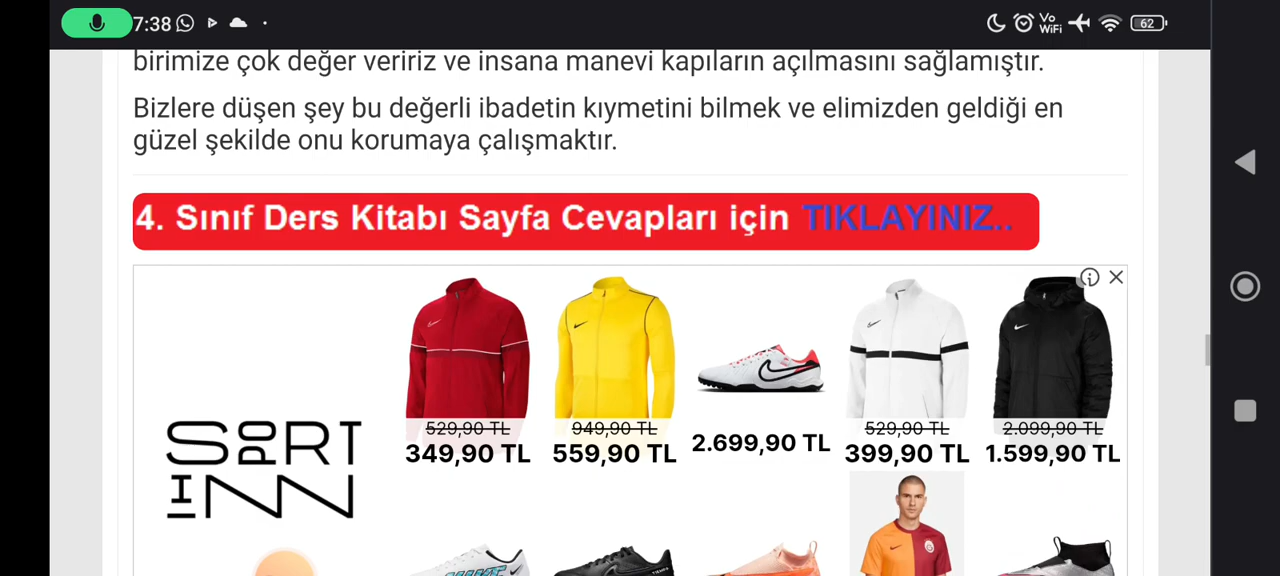 7:38
Vo
WiFi
62
birimize çok değer veririz ve insana manevi kapıların açılmasını sağlamıştır.
Bizlere düşen şey bu değerli ibadetin kıymetini bilmek ve elimizden geldiği en
güzel şekilde onu korumaya çalışmaktır.
4. Sınıf Ders Kitabı Sayfa Cevapları için TIKLAYINIZ..
529,90 TL
949,90 TL
2.699,90 TL
529,90 TL
2.099,90 TL
349,90 TL
559,90 TL
399,90 TL
1.599,90 TL
SPORT
INN